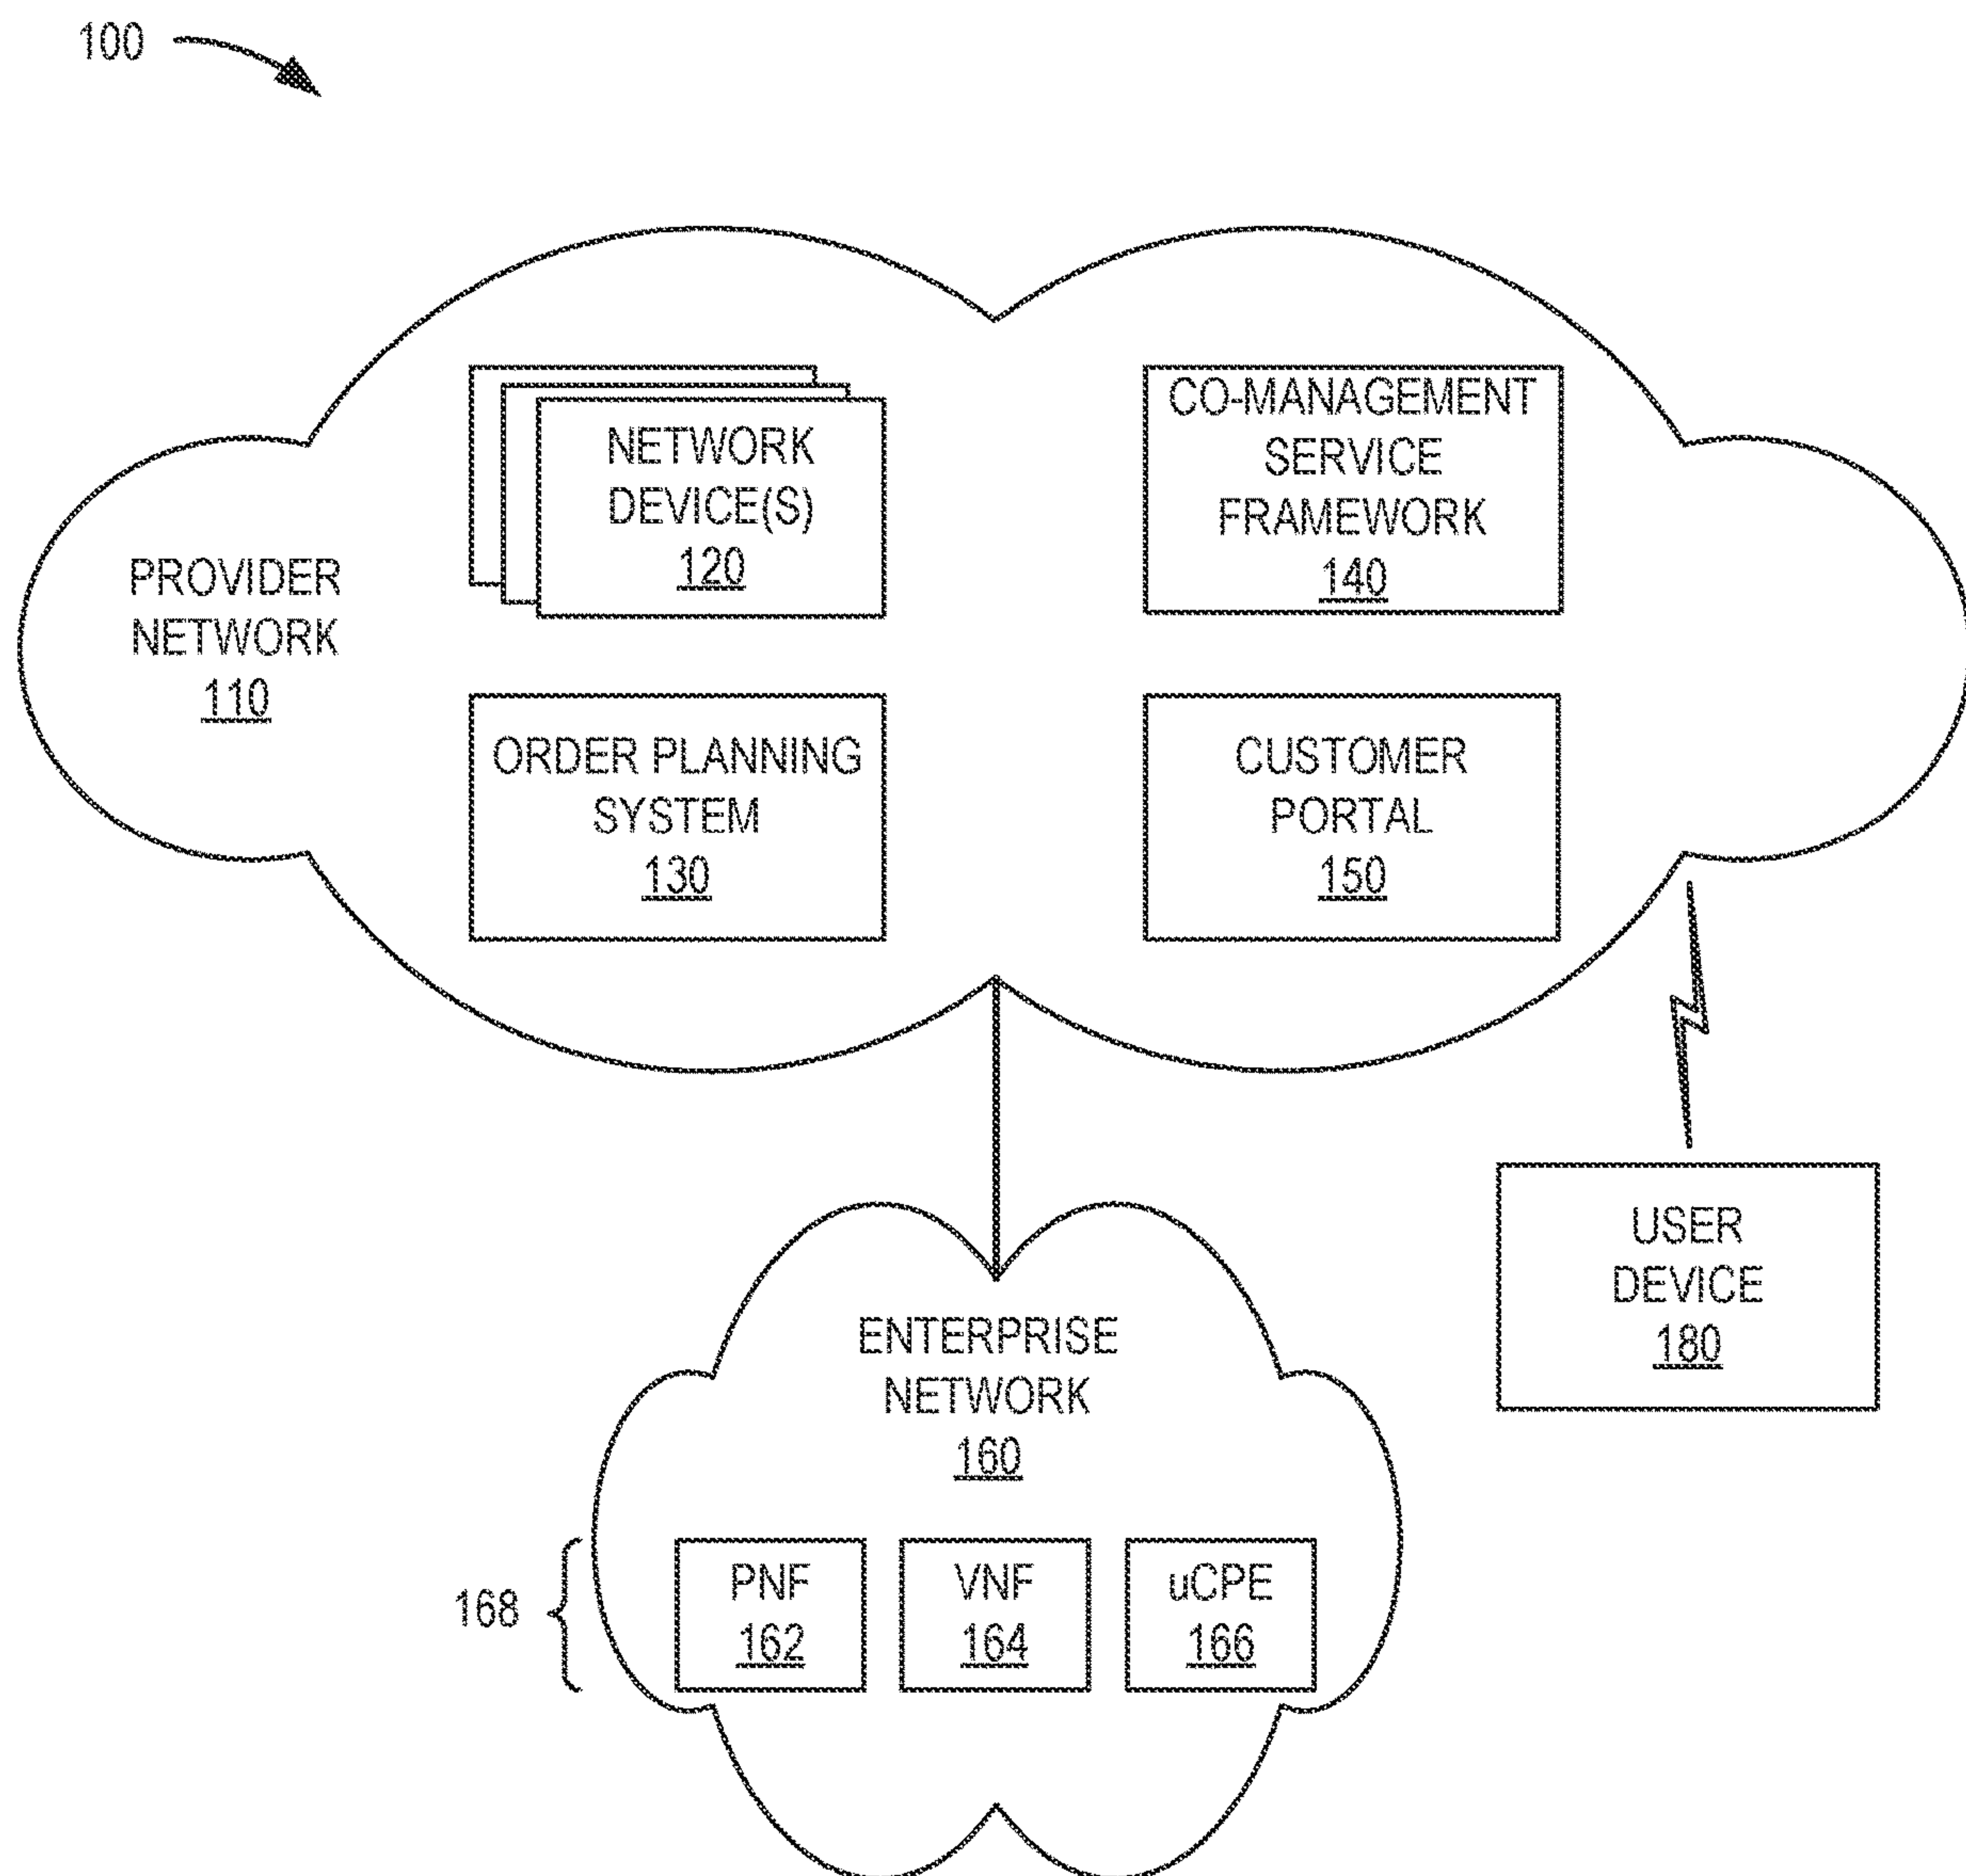 100
NETWORK
DEVICE(S)
120
CO-MANAGEMENT
SERVICE
FRAMEWORK
140
PROVIDER
NETWORK
110
ORDER PLANNING
SYSTEM
130
CUSTOMER
PORTAL
150
USER
DEVICE
180
ENTERPRISE
NETWORK
160
168
PNF
162
VNF
164
uCPE
166